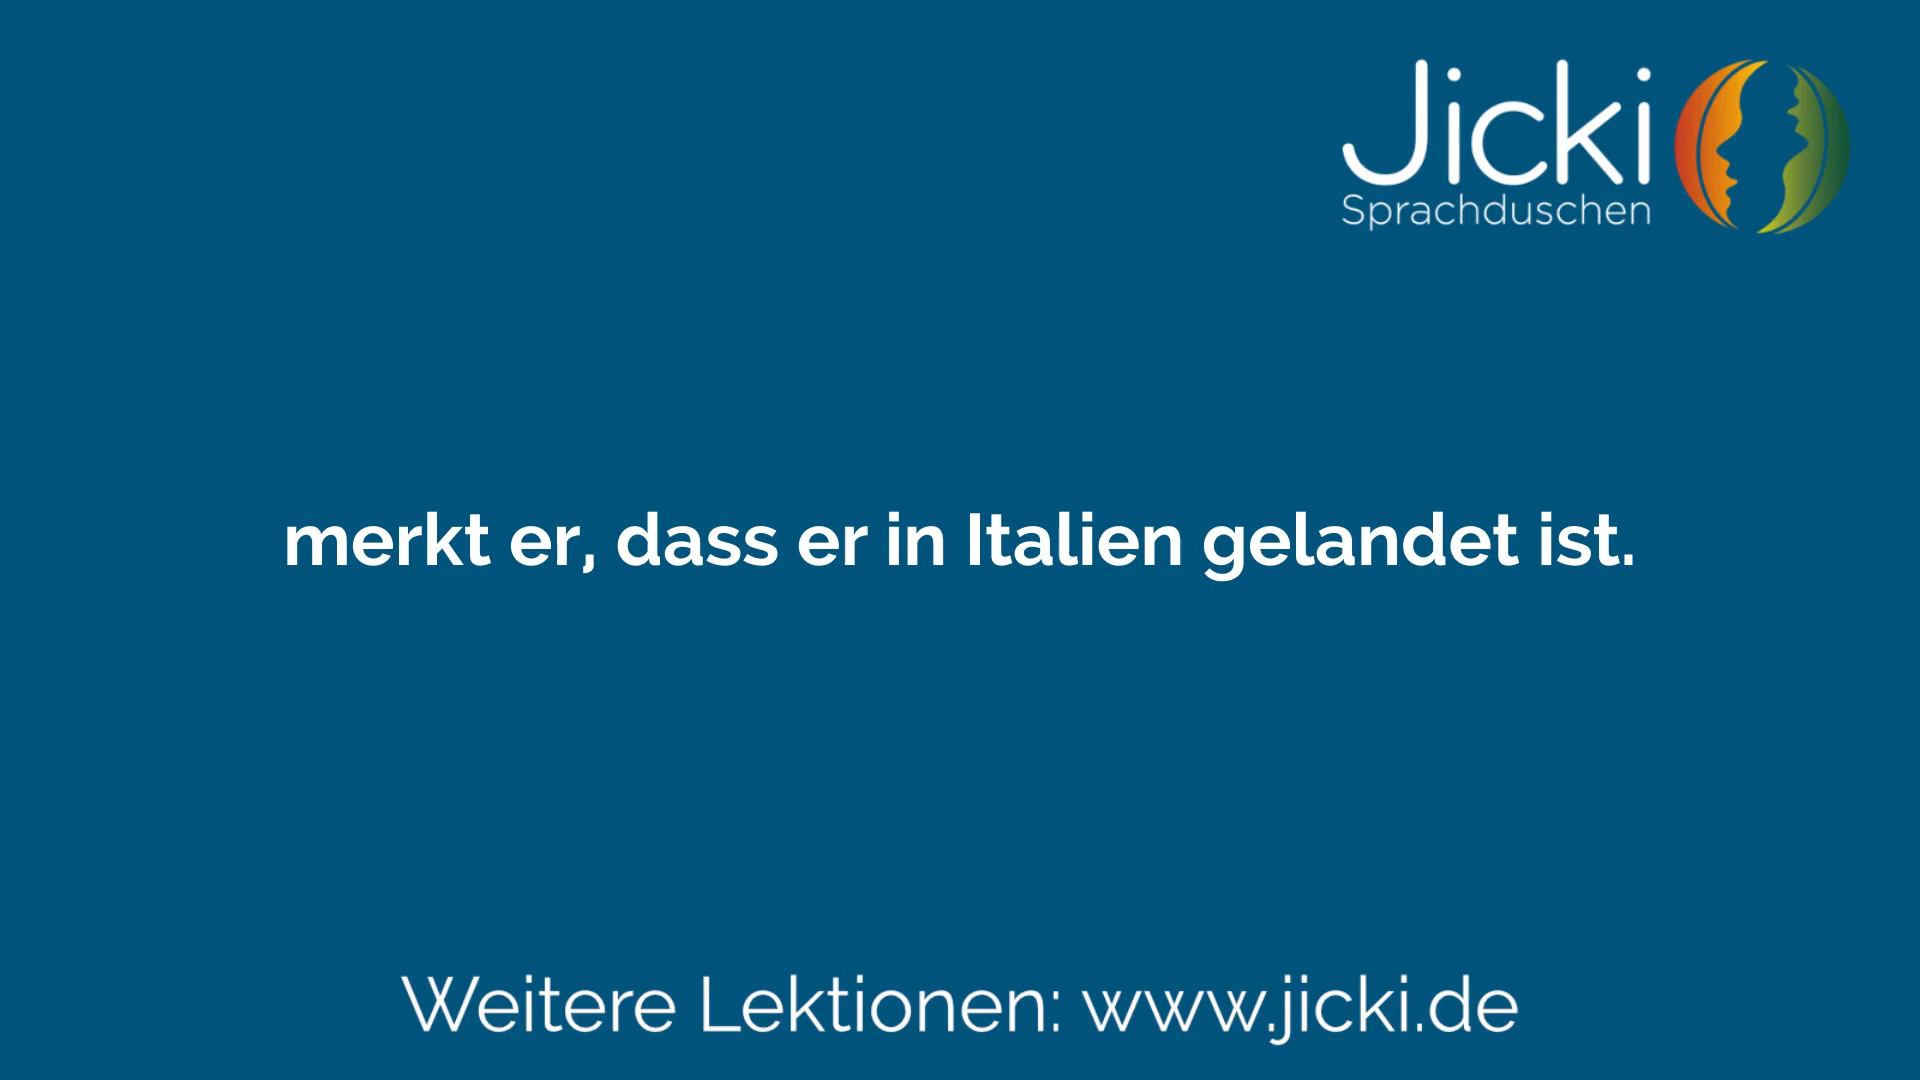 Jicki
Sprachduschen
merkt er, dass er in Italien gelandet ist.
Weitere Lektionen: www.jicki.de